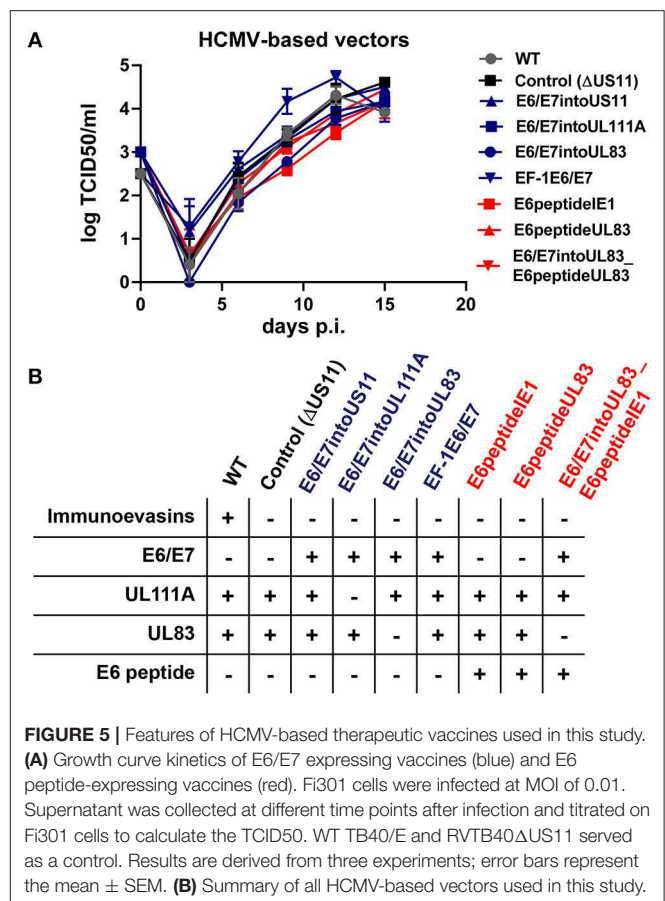 A
HCMV-based vectors
log TCID50/ml
5
4
3
2
1
0
0 5 10 15 20
days p.i.
WT
Control (ΔUS11)
E6/E7intoUS11
E6/E7intoUL111A
E6/E7intoUL83
EF-1E6/E7
E6peptideIE1
E6peptideUL83
E6/E7intoUL83_
E6peptideUL83
B
WT
Control (ΔUS11)
E6/E7intoUS11
E6/E7intoUL111A
E6/E7intoUL83
EF-1E6/E7
E6peptideIE1
E6peptideUL83
E6/E7intoUL83_
E6peptideIE1
Immunoevasins + - - - - - - - -
E6/E7 - - + + + + - - +
UL111A + + + - + + + + +
UL83 + + + + - + + + -
E6 peptide - - - - - - + + +
FIGURE 5 | Features of HCMV-based therapeutic vaccines used in this study.
(A) Growth curve kinetics of E6/E7 expressing vaccines (blue) and E6
peptide-expressing vaccines (red). Fi301 cells were infected at MOI of 0.01.
Supernatant was collected at different time points after infection and titrated on
Fi301 cells to calculate the TCID50. WT TB40/E and RVTB40ΔUS11 served
as a control. Results are derived from three experiments; error bars represent
the mean ± SEM. (B) Summary of all HCMV-based vectors used in this study.